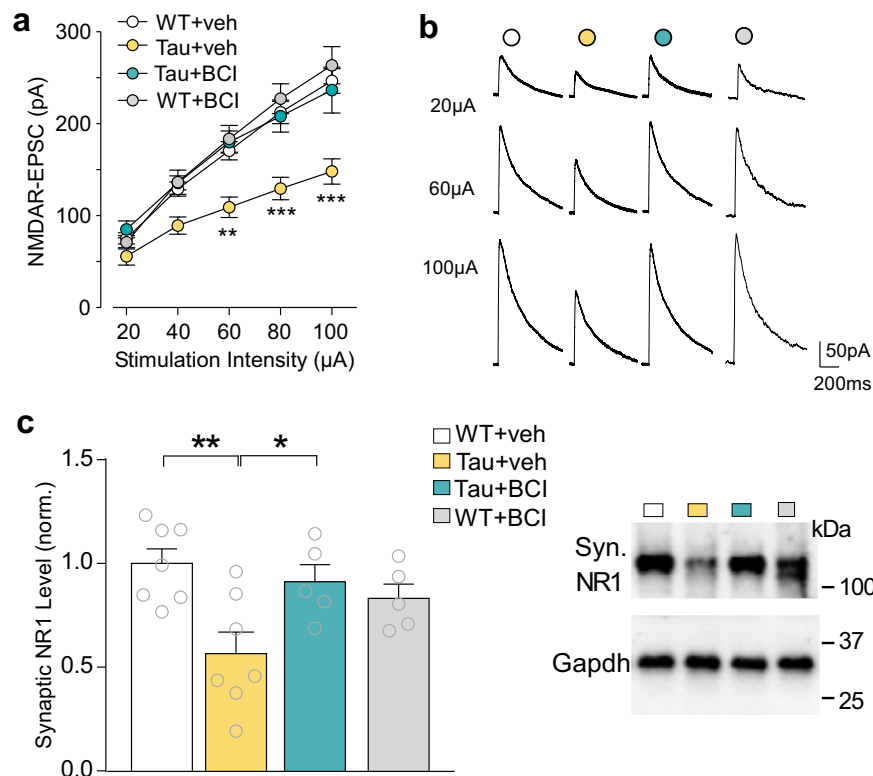 a
WT+veh
Tau+veh
Tau+BCI
WT+BCI
300
200
100
0
NMDAR-EPSC (pA)
**
***
***
20 40 60 80 100
Stimulation Intensity (µA)
b
20µA
60µA
100µA
50pA
200ms
c
WT+veh
Tau+veh
Tau+BCI
WT+BCI
** *
1.5
1.0
0.5
0.0
Synaptic NR1 Level (norm.)
kDa
Syn.
NR1
100
Gapdh
37
25